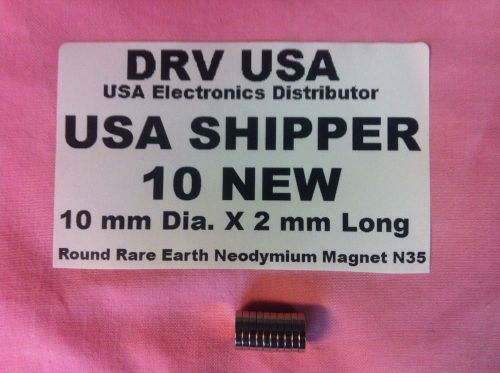 DRV USA
USA Electronics Distributor
USA SHIPPER
10 NEW
10 mm Dia. X 2 mm Long
Round Rare Earth Neodymium Magnet N35